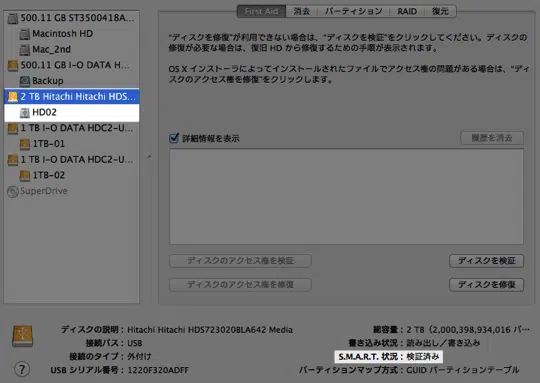 500.11 GB ST3500418A...
Macintosh HD
Mac_2nd
500.11 GB I-O DATA H...
Backup
2 TB Hitachi Hitachi HDS...
HD02
1 TB I-O DATA HDC2-U...
1TB-01
1 TB I-O DATA HDC2-U...
1TB-02
SuperDrive
First Aid 消去 パーティション RAID 復元
“ディスクを修復”が利用できない場合は、“ディスクを検証”をクリックしてください。ディスクの
修復が必要な場合は、復旧 HD から修復するための手順が表示されます。
OS X インストーラによってインストールされたファイルでアクセス権の問題がある場合は、“ディ
スクのアクセス権を修復”をクリックします。
詳細情報を表示
履歴を消去
ディスクのアクセス権を検証
ディスクを検証
ディスクのアクセス権を修復
ディスクを修復
ディスクの説明：Hitachi Hitachi HDS723020BLA642 Media
接続バス：USB
接続のタイプ：外付け
USB シリアル番号：1220F320ADFF
総容量：2 TB（2,000,398,934,016 バ…
書き込み状況：読み出し／書き込み
S.M.A.R.T. 状況：検証済み
パーティションマップ方式：GUID パーティションテーブル
?